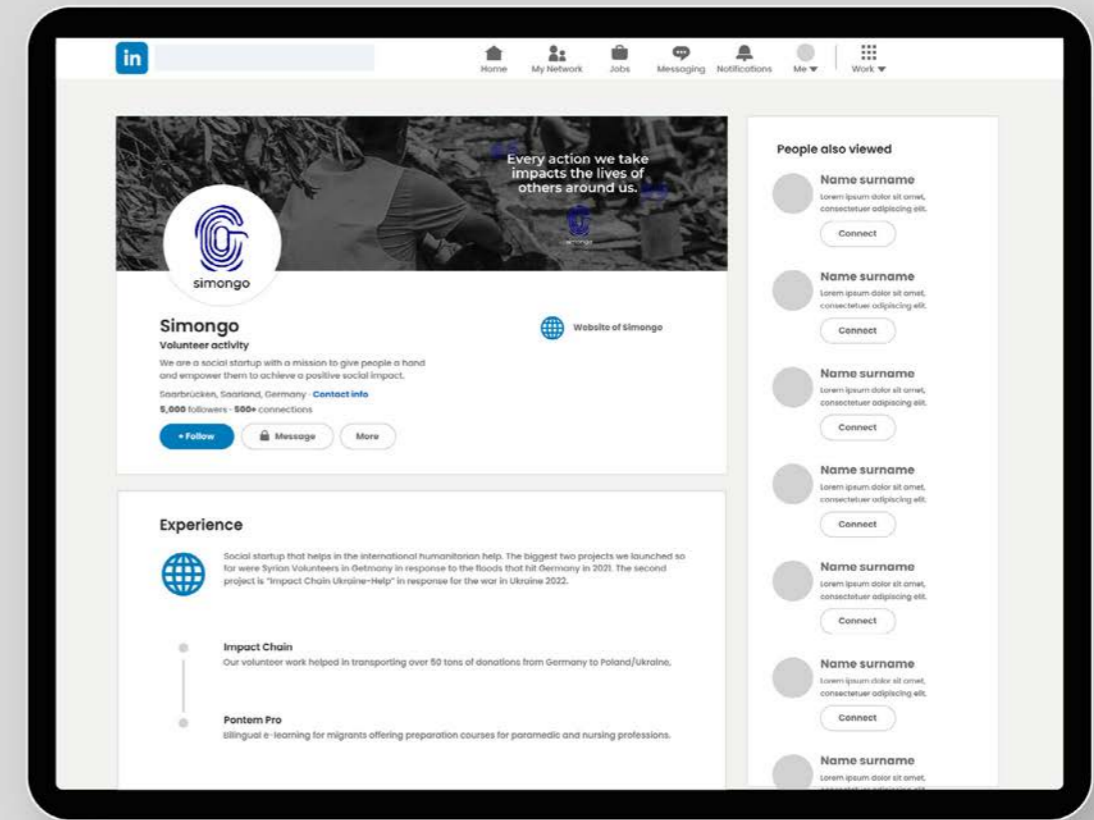 in
Home
My Network
Jobs
Messaging
Notifications
Me
Work
Every action we take
impacts the lives of
others around us.
simongo
simongo
Simongo
Volunteer activity
We are a social startup with a mission to give people a hand
and empower them to achieve a positive social impact.
Saarbrücken, Saarland, Germany · Contact info
5,000 followers · 500+ connections
+ Follow
Message
More
Website of Simongo
Experience
Social startup that helps in the international humanitarian help. The biggest two projects we launched so
far were Syrian Volunteers in Getmany in response to the floods that hit Germany in 2021. The second
project is "Impact Chain Ukraine-Help" in response for the war in Ukraine 2022.
Impact Chain
Our volunteer work helped in transporting over 50 tons of donations from Germany to Poland/Ukraine,
Pontem Pro
Bilingual e-learning for migrants offering preparation courses for paramedic and nursing professions.
People also viewed
Name surname
Lorem ipsum dolor sit amet,
consectetuer adipiscing elit.
Connect
Name surname
Lorem ipsum dolor sit amet,
consectetuer adipiscing elit.
Connect
Name surname
Lorem ipsum dolor sit amet,
consectetuer adipiscing elit.
Connect
Name surname
Lorem ipsum dolor sit amet,
consectetuer adipiscing elit.
Connect
Name surname
Lorem ipsum dolor sit amet,
consectetuer adipiscing elit.
Connect
Name surname
Lorem ipsum dolor sit amet,
consectetuer adipiscing elit.
Connect
Name surname
Lorem ipsum dolor sit amet,